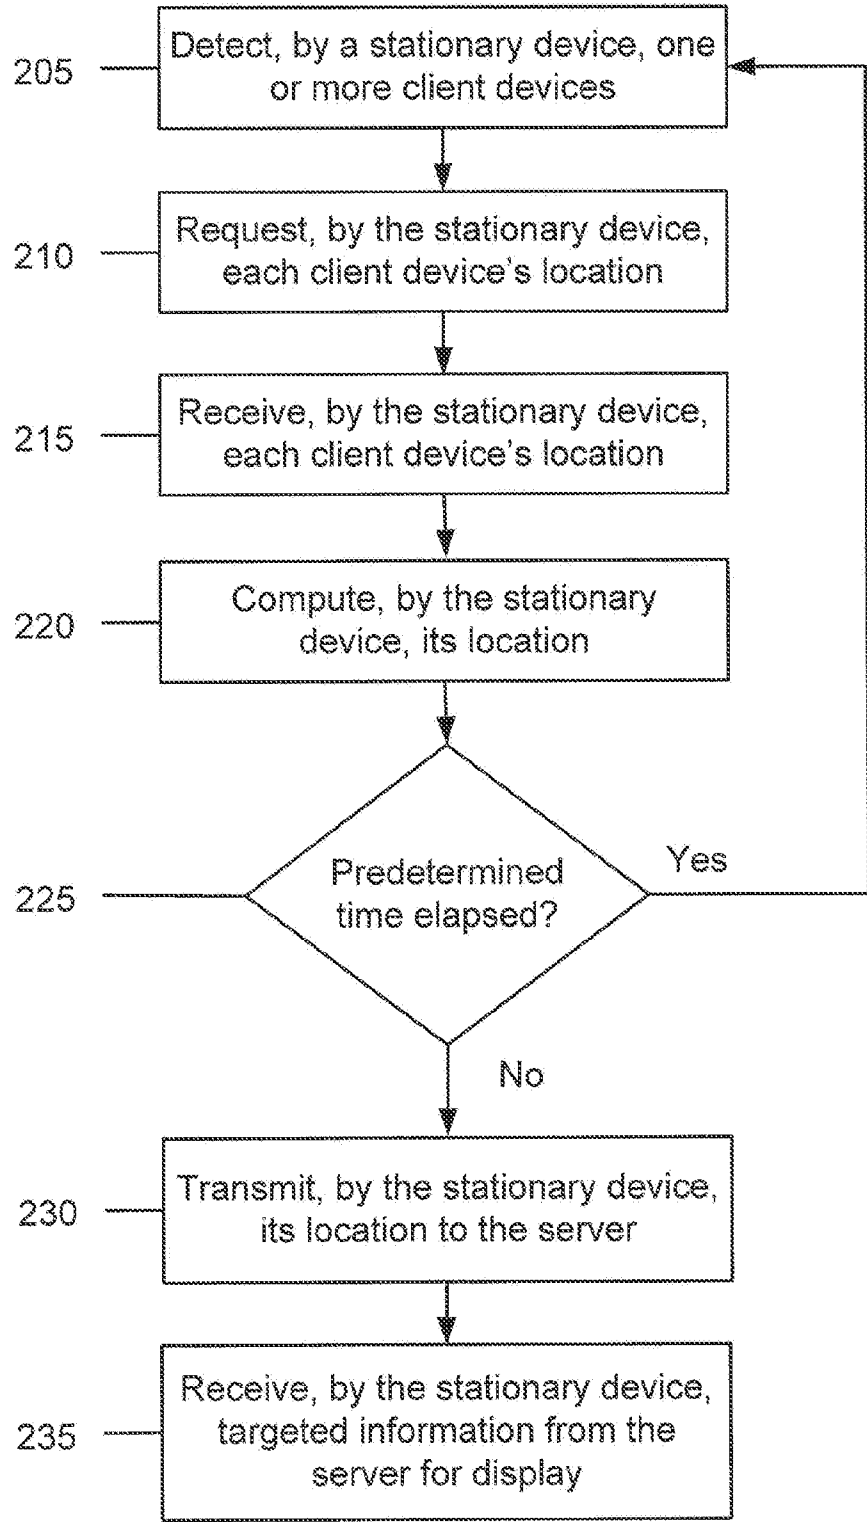 205
Detect, by a stationary device, one
or more client devices
210
Request, by the stationary device,
each client device's location
215
Receive, by the stationary device,
each client device's location
220
Compute, by the stationary
device, its location
225
Predetermined
time elapsed?
Yes
No
230
Transmit, by the stationary device,
its location to the server
235
Receive, by the stationary device,
targeted information from the
server for display